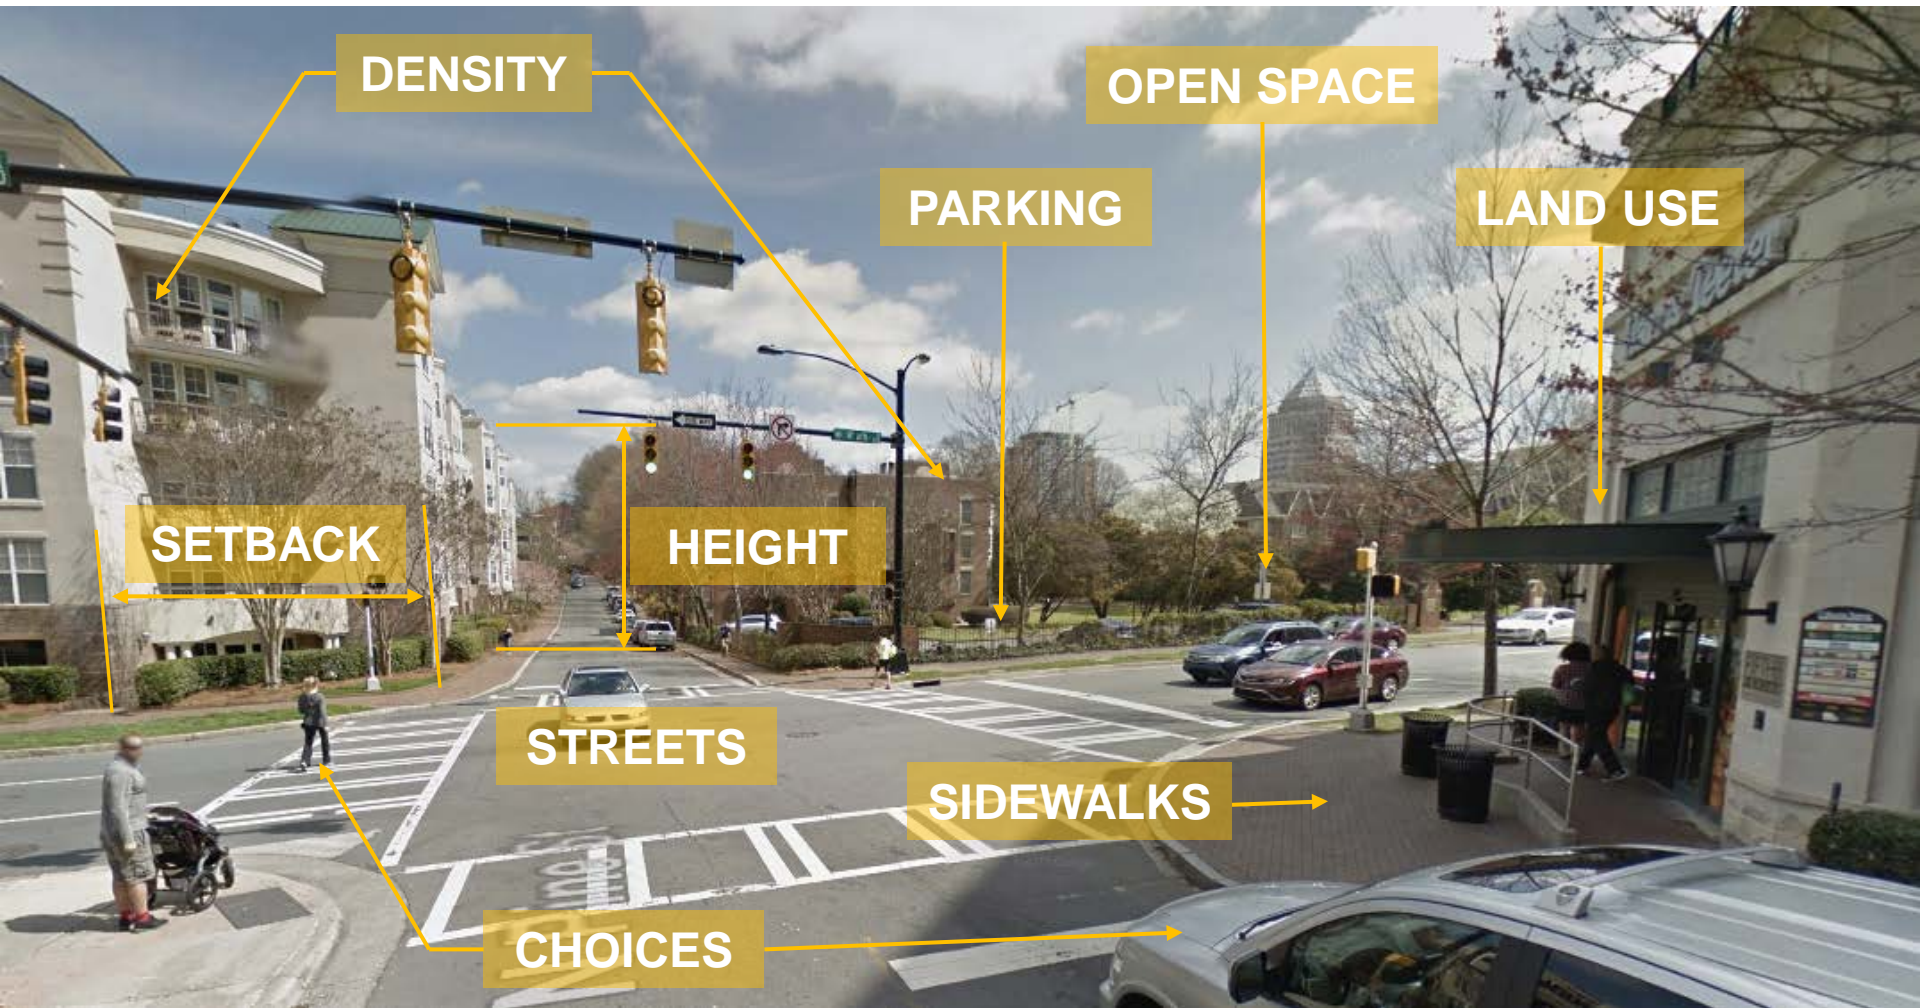 DENSITY
OPEN SPACE
PARKING
LAND USE
SETBACK
HEIGHT
STREETS
SIDEWALKS
CHOICES